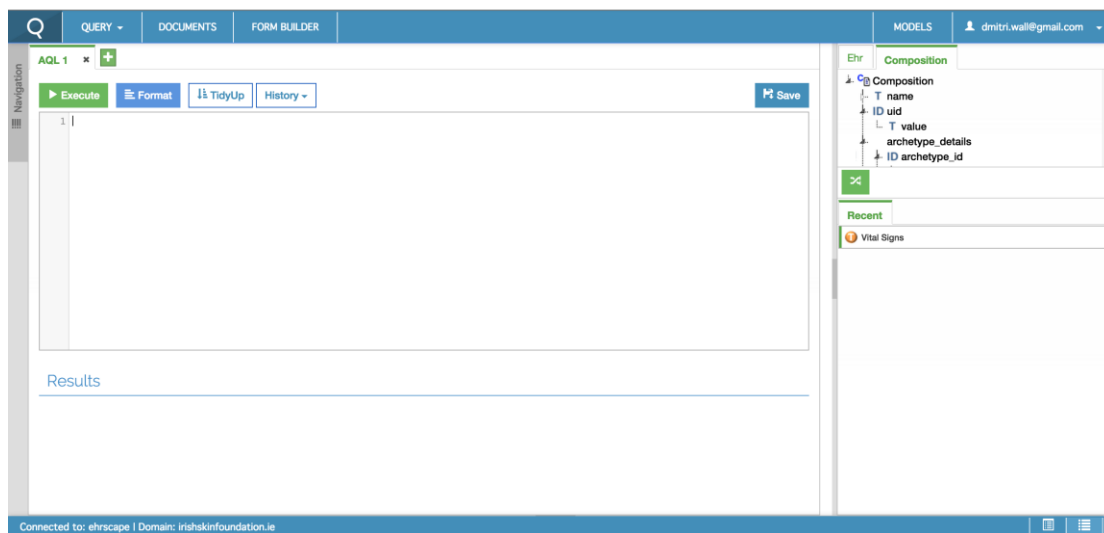 Q QUERY DOCUMENTS FORM BUILDER MODELS dmitri.wall@gmail.com
Navigation
AQL 1 × +
Execute Format TidyUp History Save
1
Results
Ehr Composition
Composition
T name
ID uid
T value
archetype_details
ID archetype_id
Recent
T Vital Signs
Connected to: ehrscape | Domain: irishskinfoundation.ie